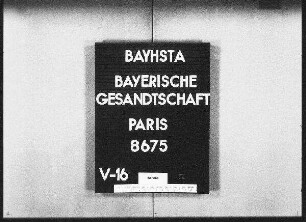 BAYHSTA
BAYERISCHE
GESANDTSCHAFT
PARIS
8675
V-16